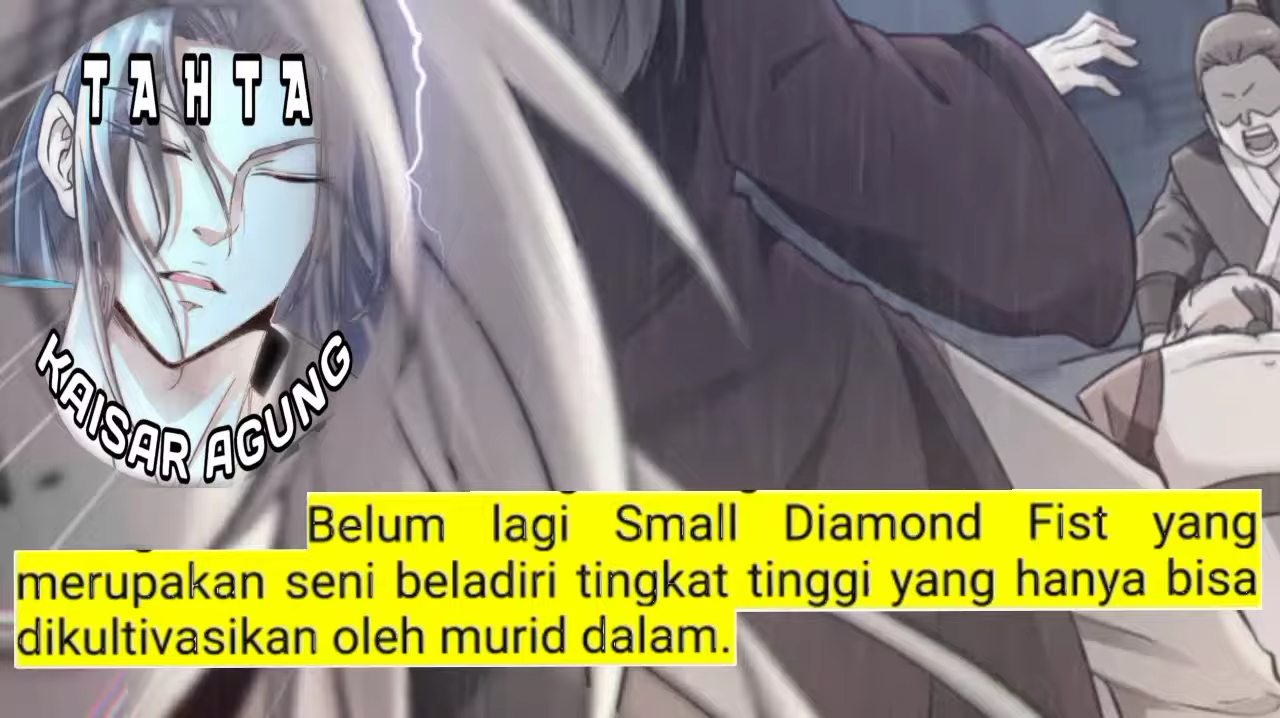 TAHTA
KAISAR AGUNG
Belum lagi Small Diamond Fist yang
merupakan seni beladiri tingkat tinggi yang hanya bisa
dikultivasikan oleh murid dalam.